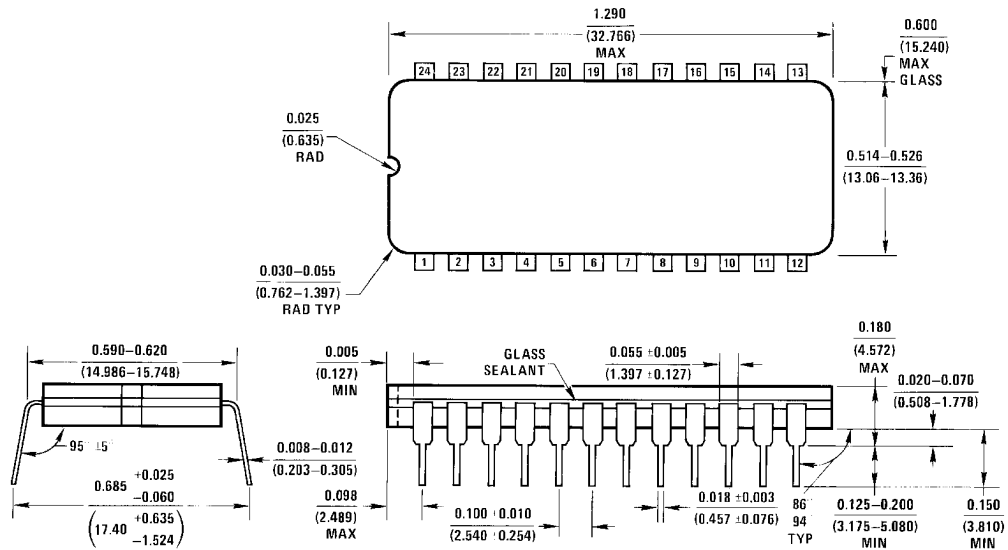 1.290
(32.766)
MAX
0.600
(15.240)
MAX
GLASS
24 23 22 21 20 19 18 17 16 15 14 13
0.025
(0.635)
RAD
0.514–0.526
(13.06–13.36)
1 2 3 4 5 6 7 8 9 10 11 12
0.030–0.055
(0.762–1.397)
RAD TYP
0.590–0.620
(14.986–15.748)
95° ±5°
0.685 +0.025 –0.060
(17.40 +0.635 –1.524)
0.008–0.012
(0.203–0.305)
0.005
(0.127)
MIN
GLASS
SEALANT
0.055 ±0.005
(1.397 ±0.127)
0.180
(4.572)
MAX
0.020–0.070
(0.508–1.778)
0.098
(2.489)
MAX
0.100 ±0.010
(2.540 ±0.254)
0.018 ±0.003
(0.457 ±0.076)
86
94
TYP
0.125–0.200
(3.175–5.080)
MIN
0.150
(3.810)
MIN